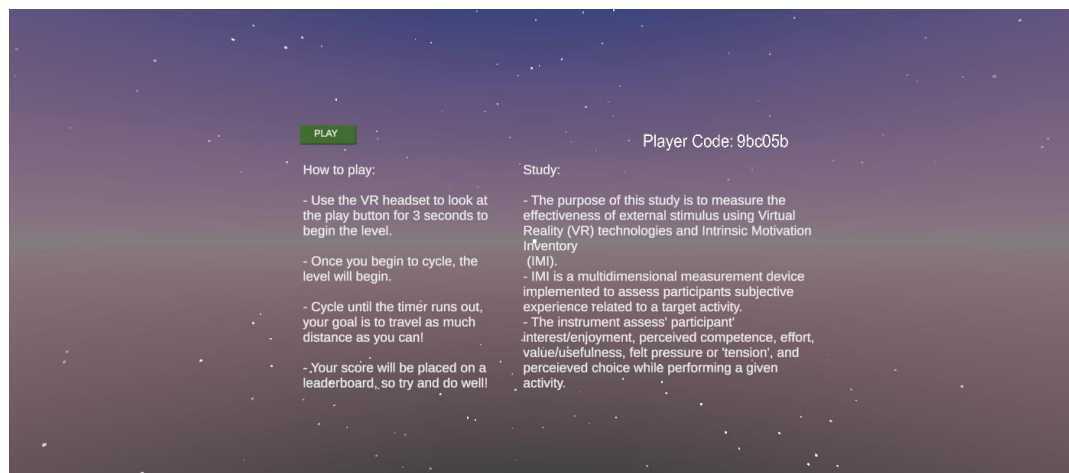 PLAY
Player Code: 9bc05b
How to play:
- Use the VR headset to look at
the play button for 3 seconds to
begin the level.
- Once you begin to cycle, the
level will begin.
- Cycle until the timer runs out,
your goal is to travel as much
distance as you can!
- Your score will be placed on a
leaderboard, so try and do well!
Study:
- The purpose of this study is to measure the
effectiveness of external stimulus using Virtual
Reality (VR) technologies and Intrinsic Motivation
Inventory
(IMI).
- IMI is a multidimensional measurement device
implemented to assess participants subjective
experience related to a target activity.
- The instrument assess' participant'
interest/enjoyment, perceived competence, effort,
value/usefulness, felt pressure or 'tension', and
perceieved choice while performing a given
activity.